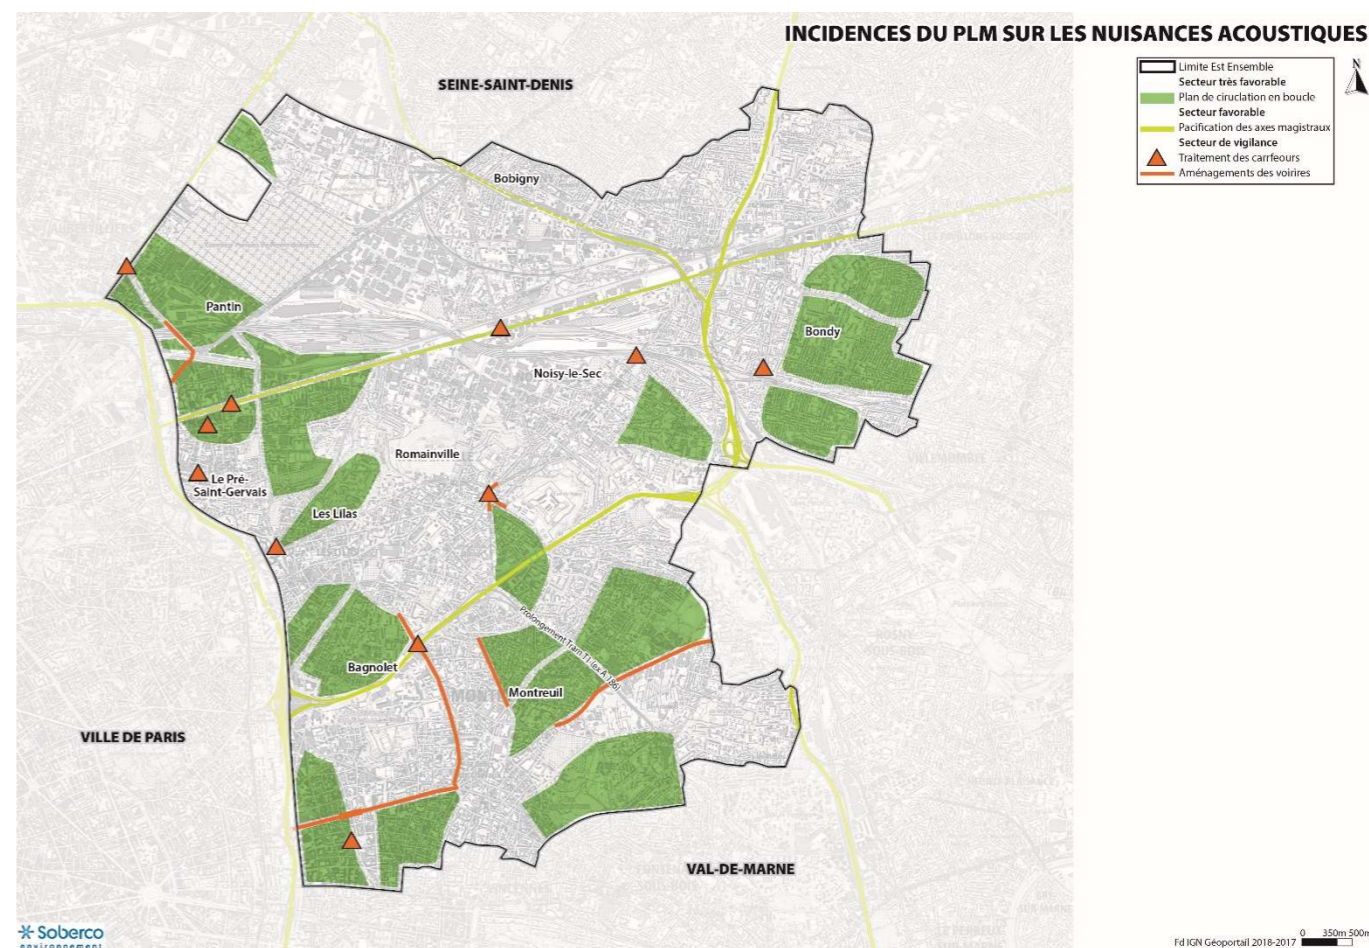 INCIDENCES DU PLM SUR LES NUISANCES ACOUSTIQUES
Limite Est Ensemble
Secteur très favorable
Plan de ciruclation en boucle
Secteur favorable
Pacification des axes magistraux
Secteur de vigilance
Traitement des carrfeours
Aménagements des voirires
N
SEINE-SAINT-DENIS
Bobigny
Pantin
Bondy
Noisy-le-Sec
Romainville
Le Pré-
Saint-Gervais
Les Lilas
Prolongement Tram T1 (ex A 186)
Bagnolet
Montreuil
VILLE DE PARIS
VAL-DE-MARNE
Soberco
environnement
0 350m 500m
Fd IGN Géoportail 2018-2017